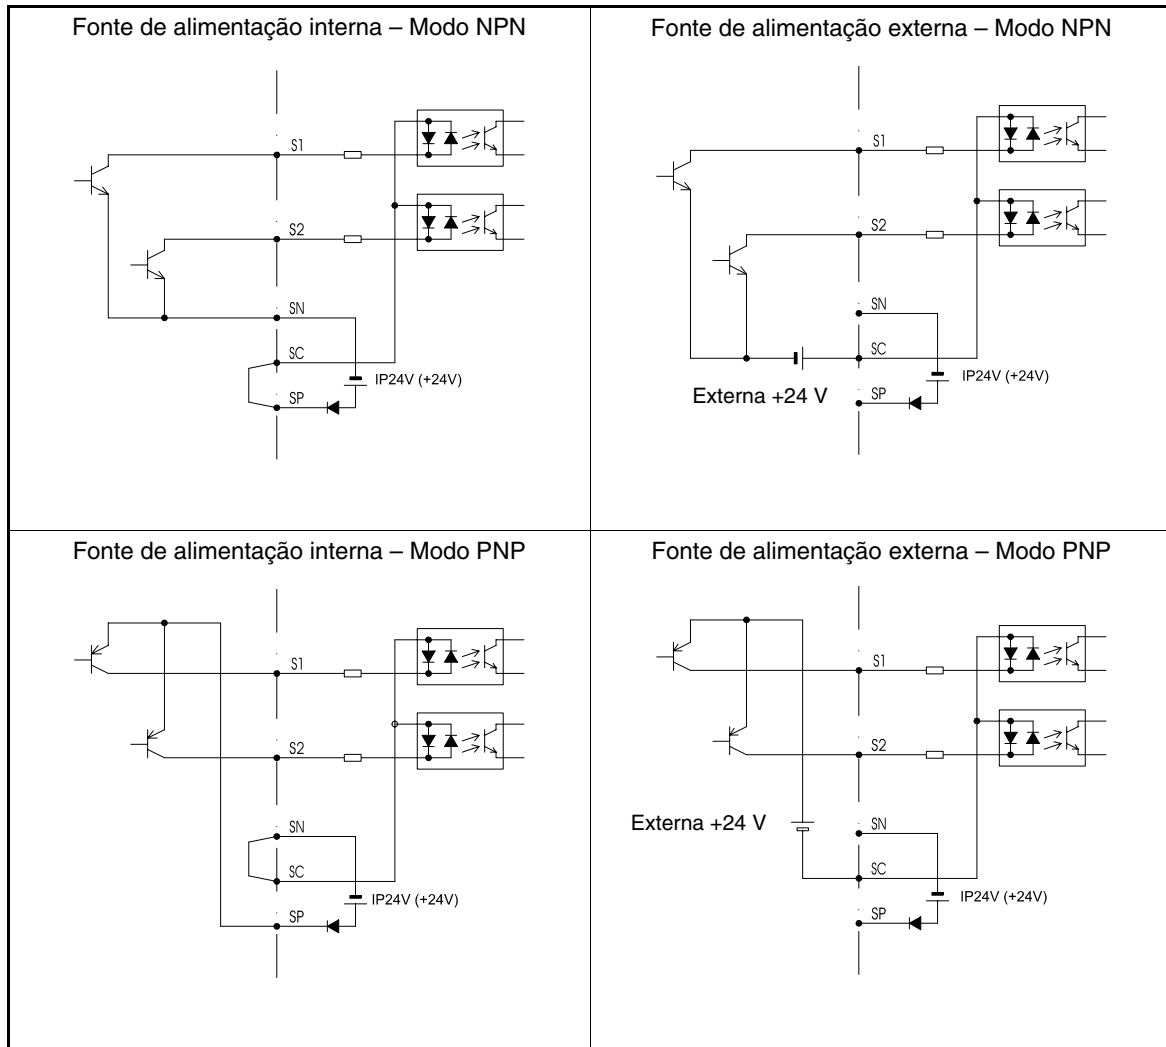 Fonte de alimentação interna – Modo NPN
S1
S2
SN
SC
IP24V (+24V)
SP
Fonte de alimentação externa – Modo NPN
S1
S2
SN
SC
IP24V (+24V)
Externa +24 V
SP
Fonte de alimentação interna – Modo PNP
S1
S2
SN
SC
IP24V (+24V)
SP
Fonte de alimentação externa – Modo PNP
S1
S2
Externa +24 V
SN
SC
IP24V (+24V)
SP